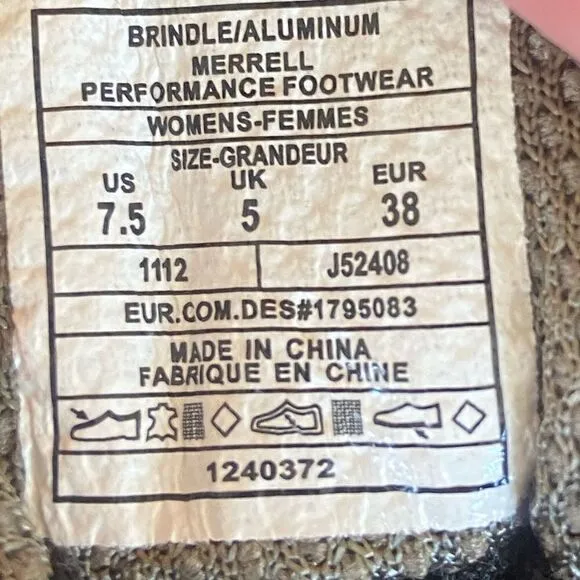 BRINDLE/ALUMINUM
MERRELL
PERFORMANCE FOOTWEAR
WOMENS-FEMMES
SIZE-GRANDEUR
US UK EUR
7.5 5 38
1112 J52408
EUR.COM.DES#1795083
MADE IN CHINA
FABRIQUE EN CHINE
1240372